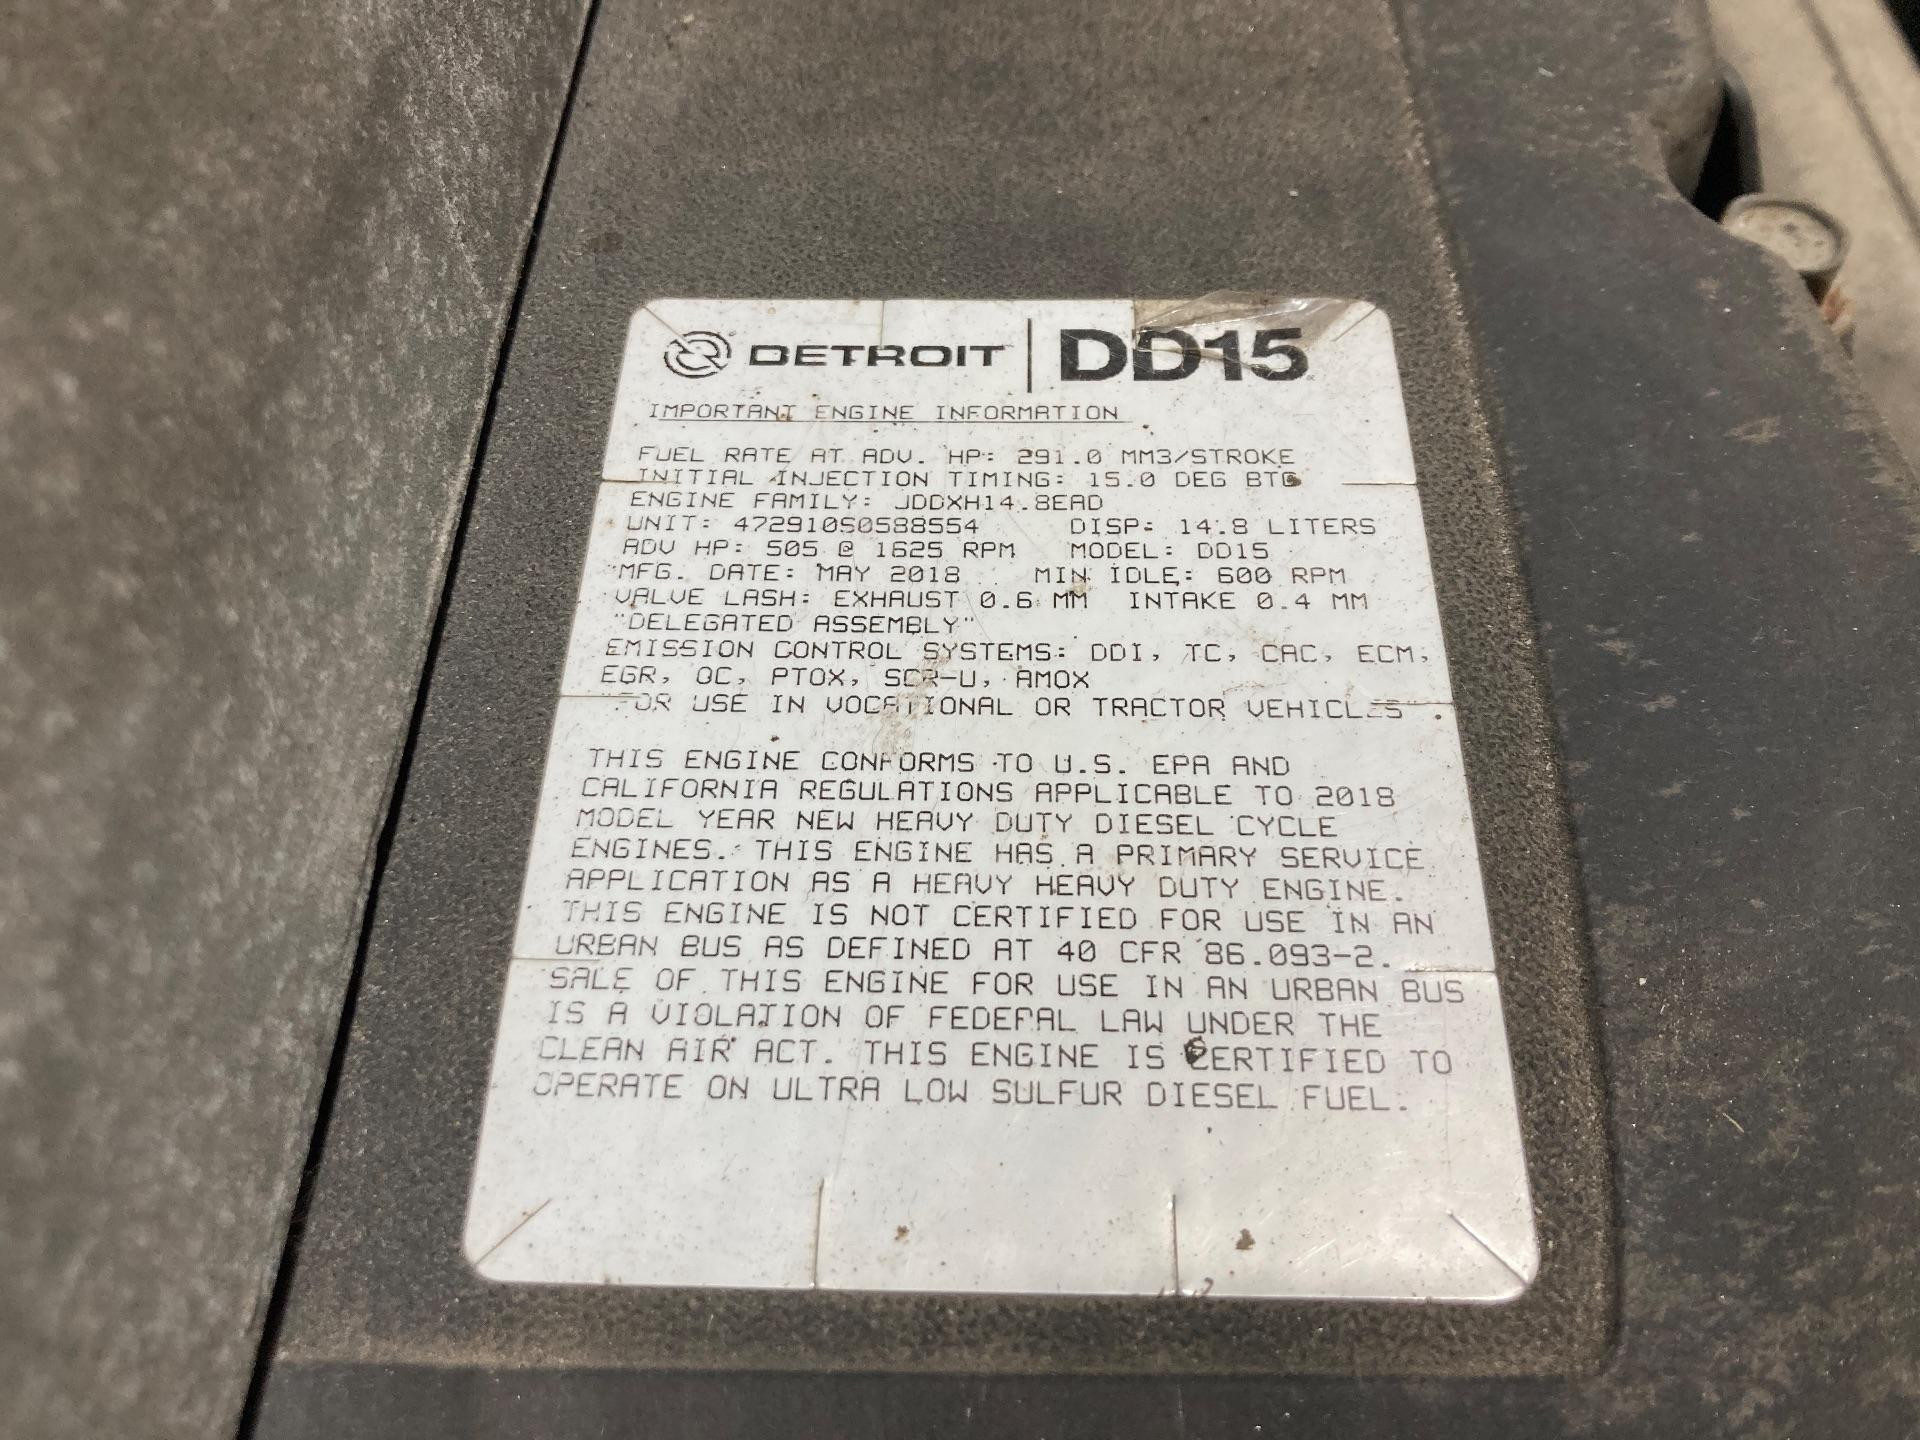 DETROIT DD15
IMPORTANT ENGINE INFORMATION
FUEL RATE AT ADV. HP: 291.0 MM3/STROKE
INITIAL INJECTION TIMING: 15.0 DEG BTC
ENGINE FAMILY: JDDXH14.8EAD
UNIT: 472910S0588554 DISP: 14.8 LITERS
ADV HP: 505 @ 1625 RPM MODEL: DD15
MFG. DATE: MAY 2018 MIN IDLE: 600 RPM
VALVE LASH: EXHAUST 0.6 MM INTAKE 0.4 MM
"DELEGATED ASSEMBLY"
EMISSION CONTROL SYSTEMS: DDI, TC, CAC, ECM,
EGR, OC, PTOX, SCR-U, AMOX
"FOR USE IN VOCATIONAL OR TRACTOR VEHICLES".
THIS ENGINE CONFORMS TO U.S. EPA AND
CALIFORNIA REGULATIONS APPLICABLE TO 2018
MODEL YEAR NEW HEAVY DUTY DIESEL CYCLE
ENGINES. THIS ENGINE HAS A PRIMARY SERVICE
APPLICATION AS A HEAVY HEAVY DUTY ENGINE.
THIS ENGINE IS NOT CERTIFIED FOR USE IN AN
URBAN BUS AS DEFINED AT 40 CFR 86.093-2.
SALE OF THIS ENGINE FOR USE IN AN URBAN BUS
IS A VIOLATION OF FEDERAL LAW UNDER THE
CLEAN AIR ACT. THIS ENGINE IS CERTIFIED TO
OPERATE ON ULTRA LOW SULFUR DIESEL FUEL.